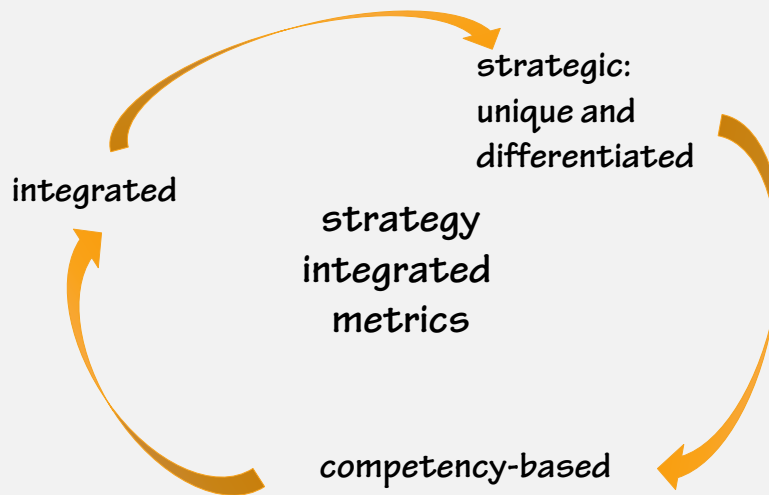 strategic:
unique and
differentiated
integrated
strategy
integrated
metrics
competency-based